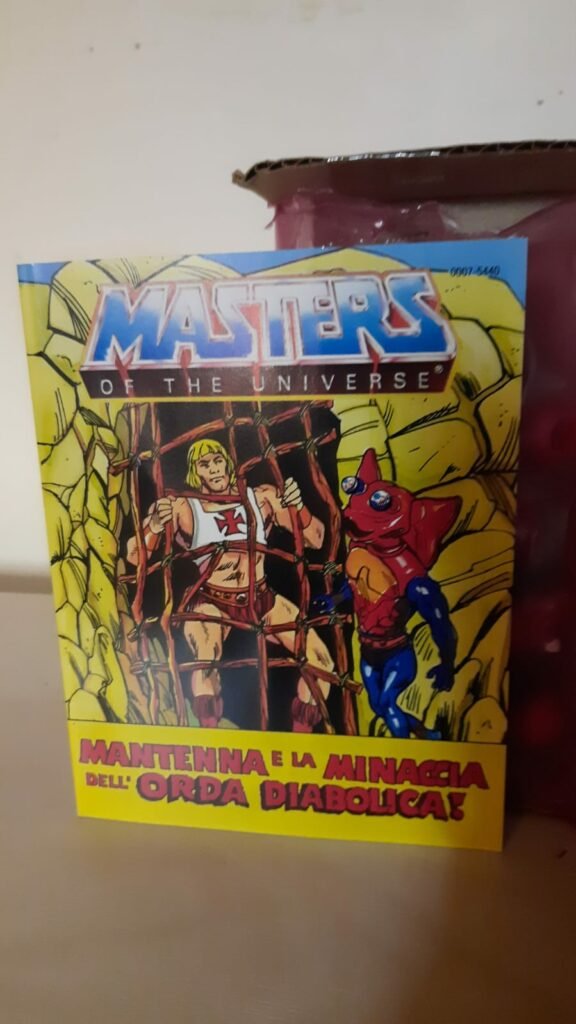 0007-5440
MASTERS
OF THE UNIVERSE®
MANTENNA E LA MINACCIA
DELL' ORDA DIABOLICA!